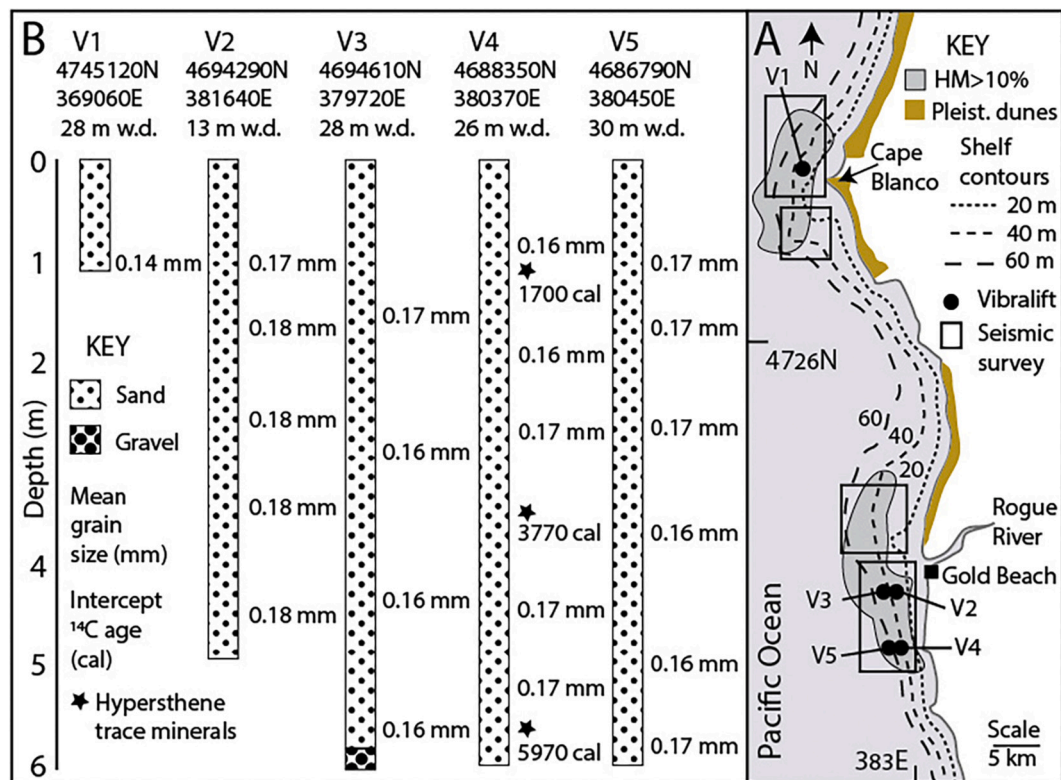 B
V1
4745120N
369060E
28 m w.d.
V2
4694290N
381640E
13 m w.d.
V3
4694610N
379720E
28 m w.d.
V4
4688350N
380370E
26 m w.d.
V5
4686790N
380450E
30 m w.d.
Depth (m)
0
1
2
3
4
5
6
0.14 mm
KEY
Sand
Gravel
Mean
grain
size (mm)
Intercept
¹⁴C age
(cal)
Hypersthene
trace minerals
0.17 mm
0.18 mm
0.18 mm
0.18 mm
0.18 mm
0.17 mm
0.16 mm
0.16 mm
0.16 mm
0.16 mm
1700 cal
0.16 mm
0.17 mm
3770 cal
0.17 mm
0.17 mm
5970 cal
0.17 mm
0.17 mm
0.17 mm
0.16 mm
0.16 mm
0.17 mm
A
N
V1
KEY
HM>10%
Pleist. dunes
Cape
Blanco
Shelf
contours
20 m
40 m
60 m
Vibralift
Seismic
survey
4726N
60
40
20
Rogue
River
Gold Beach
V3
V2
V5
V4
Pacific Ocean
383E
Scale
5 km